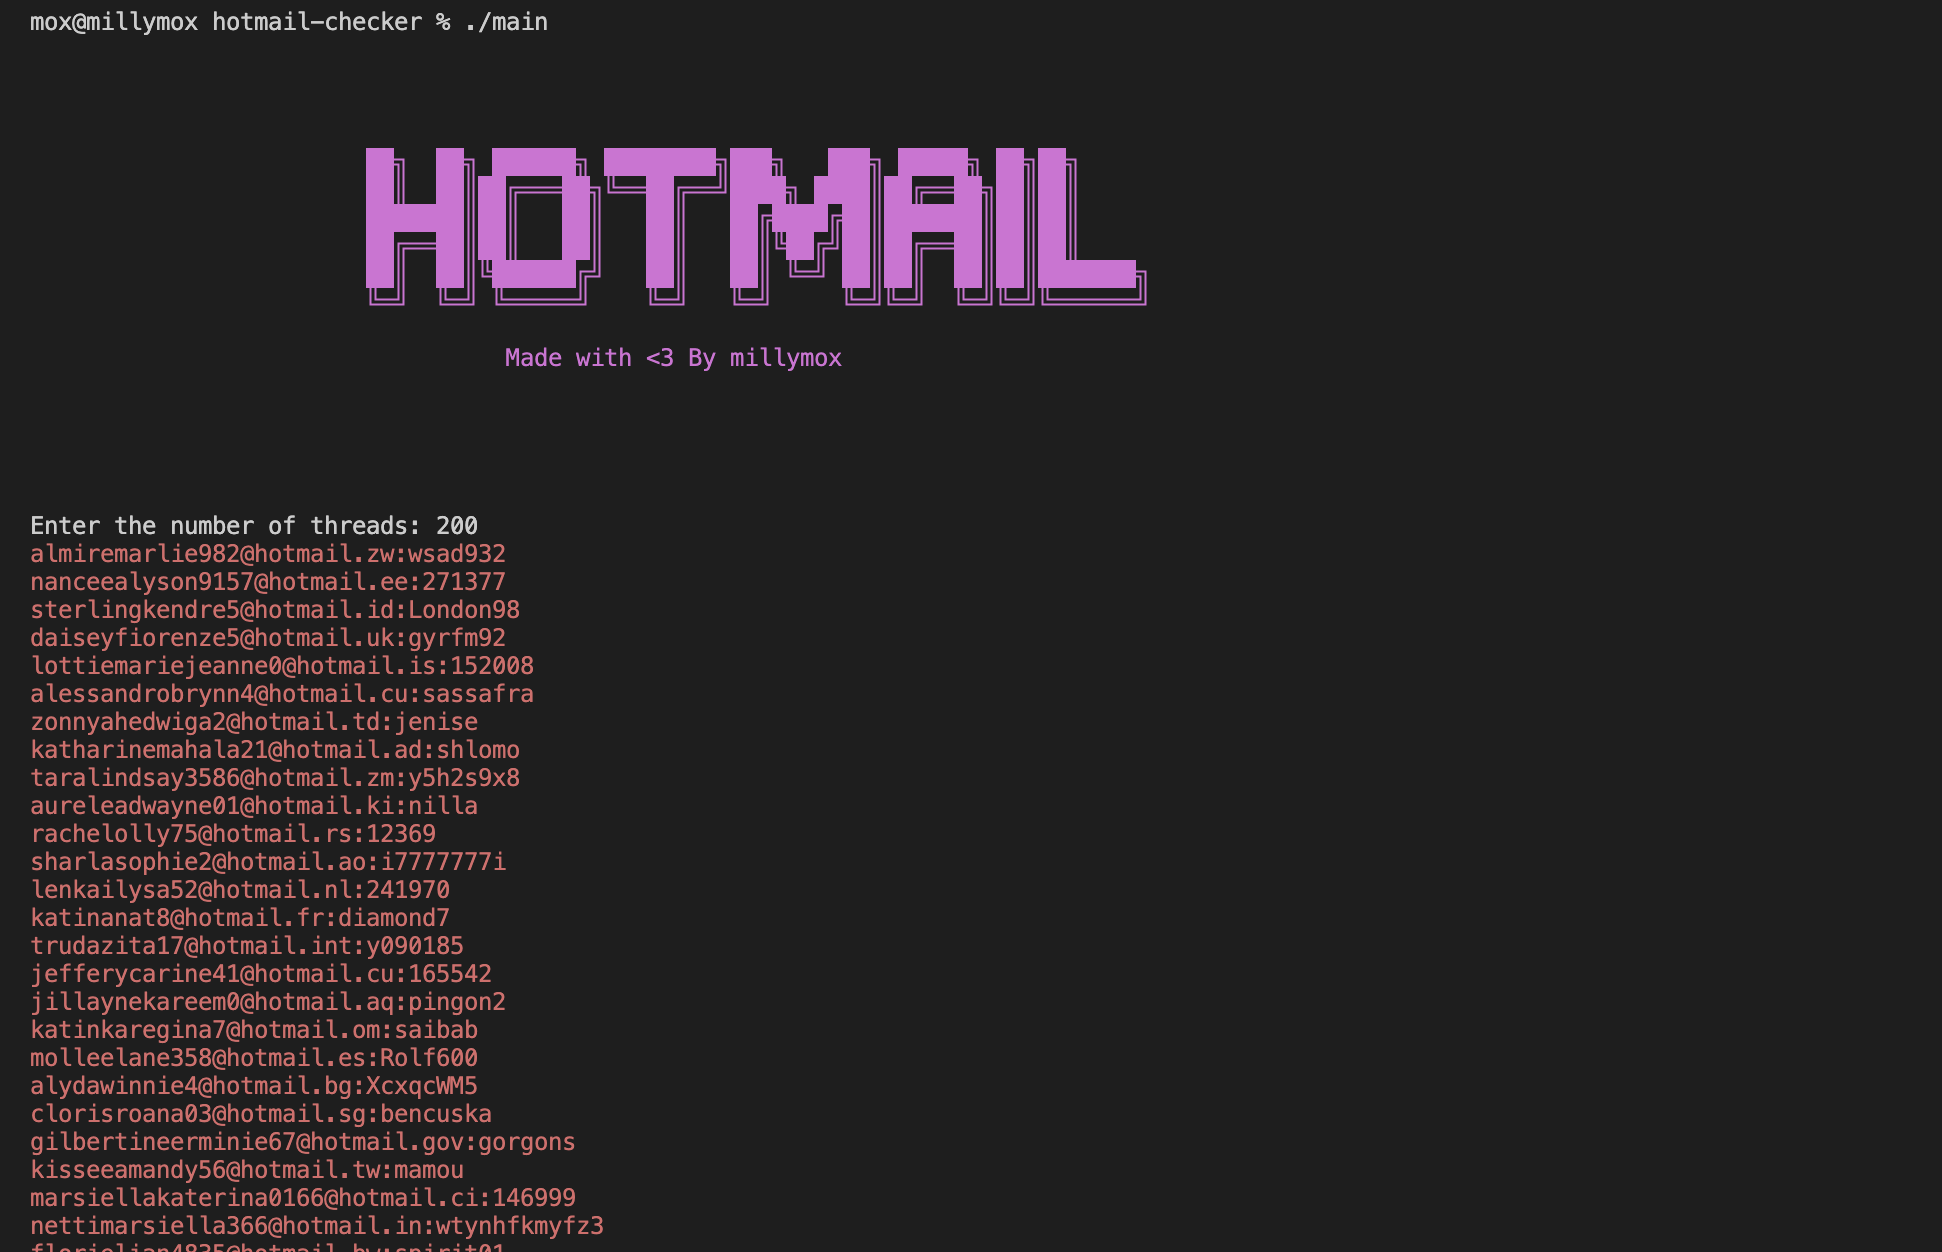 mox@millymox hotmail-checker % ./main
HOTMAIL
Made with <3 By millymox
Enter the number of threads: 200
almiremarlie982@hotmail.zw:wsad932
nanceealyson9157@hotmail.ee:271377
sterlingkendre5@hotmail.id:London98
daiseyfiorenze5@hotmail.uk:gyrfm92
lottiemariejeanne0@hotmail.is:152008
alessandrobrynn4@hotmail.cu:sassafra
zonnyahedwiga2@hotmail.td:jenise
katharinemahala21@hotmail.ad:shlomo
taralindsay3586@hotmail.zm:y5h2s9x8
aureleadwayne01@hotmail.ki:nilla
rachelolly75@hotmail.rs:12369
sharlasophie2@hotmail.ao:i7777777i
lenkailysa52@hotmail.nl:241970
katinanat8@hotmail.fr:diamond7
trudazita17@hotmail.int:y090185
jefferycarine41@hotmail.cu:165542
jillaynekareem0@hotmail.aq:pingon2
katinkaregina7@hotmail.om:saibab
molleelane358@hotmail.es:Rolf600
alydawinnie4@hotmail.bg:XcxqcWM5
clorisroana03@hotmail.sg:bencuska
gilbertineerminie67@hotmail.gov:gorgons
kisseeamandy56@hotmail.tw:mamou
marsiellakaterina0166@hotmail.ci:146999
nettimarsiella366@hotmail.in:wtynhfkmyfz3